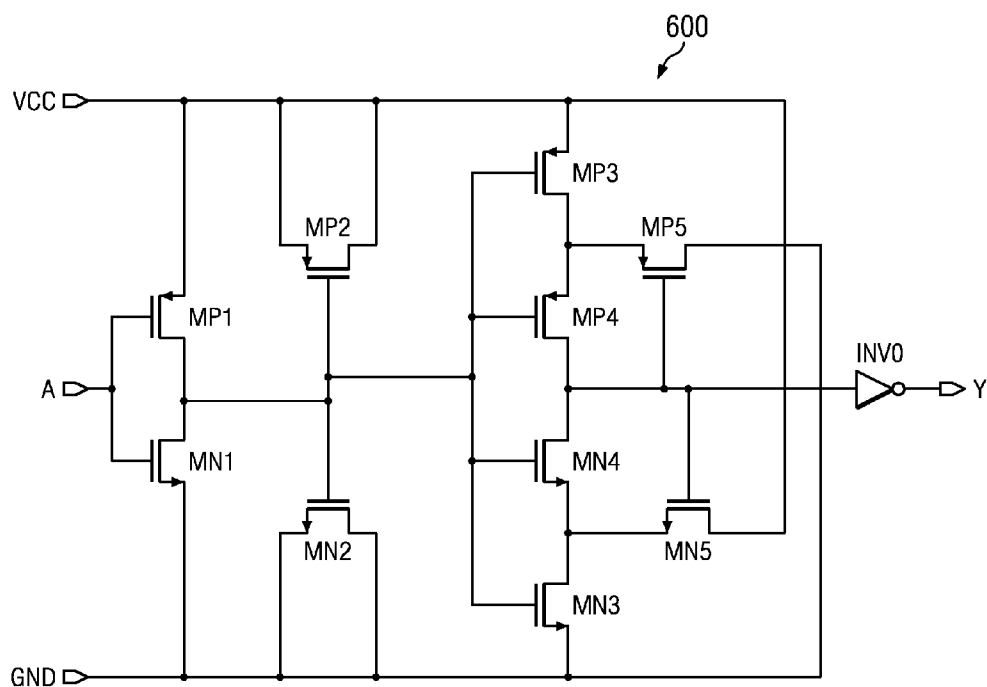 600
VCC
MP3
MP2
MP5
MP1
MP4
INV0
A
Y
MN1
MN4
MN2
MN5
MN3
GND